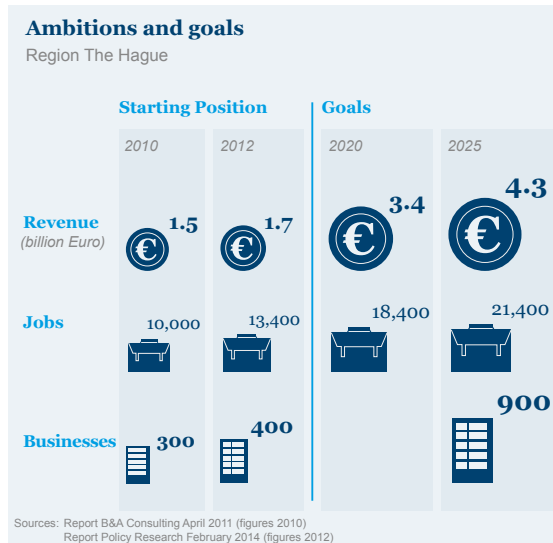 Ambitions and goals
Region The Hague
Starting Position Goals
2010 2012 2020 2025
Revenue
(billion Euro)
€ 1.5 € 1.7 € 3.4 € 4.3
Jobs
10,000 13,400 18,400 21,400
Businesses 300 400 900
Sources: Report B&A Consulting April 2011 (figures 2010)
Report Policy Research February 2014 (figures 2012)